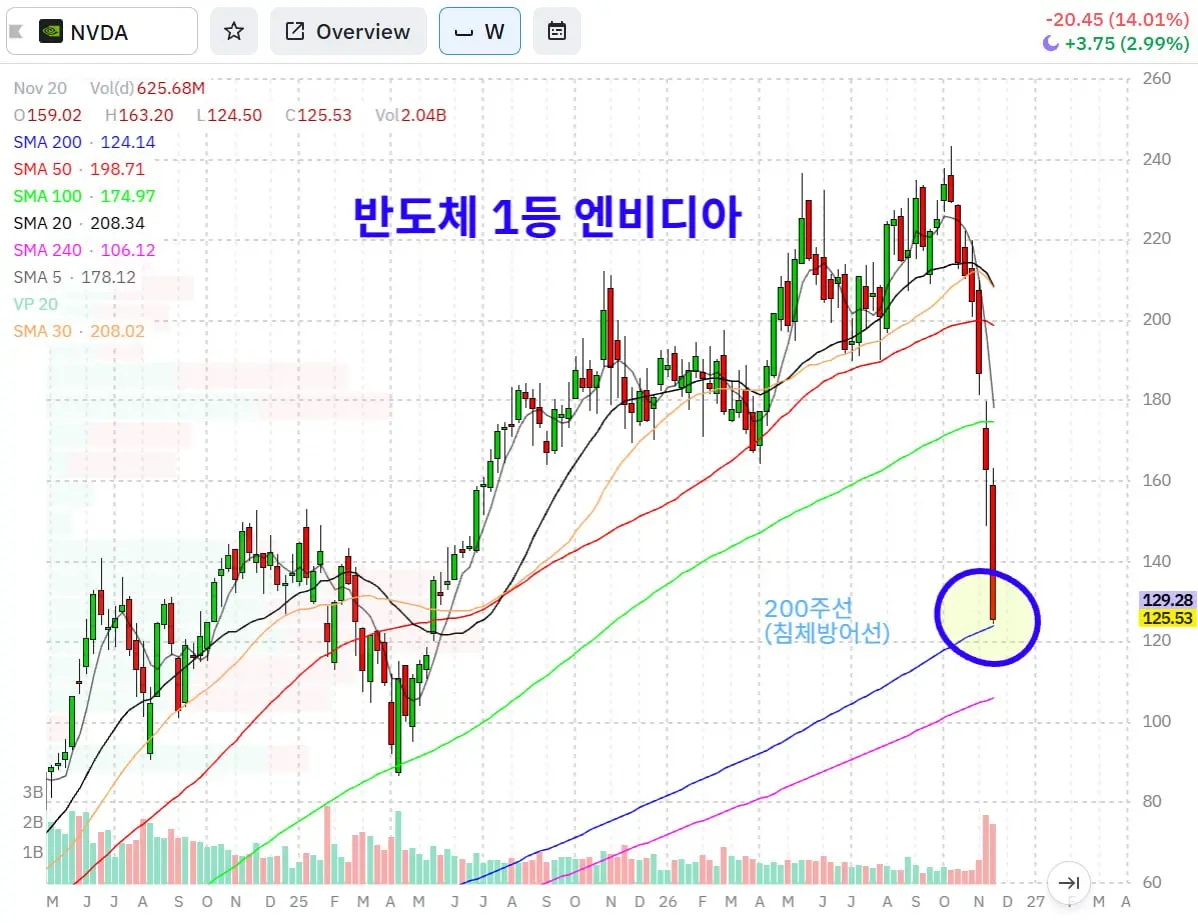 NVDA
Overview
W
-20.45 (14.01%)
+3.75 (2.99%)
Nov 20 Vol(d) 625.68M
O159.02 H163.20 L124.50 C125.53 Vol2.04B
SMA 200 · 124.14
SMA 50 · 198.71
SMA 100 · 174.97
SMA 20 · 208.34
SMA 240 · 106.12
SMA 5 · 178.12
VP 20
SMA 30 · 208.02
반도체 1등 엔비디아
260
240
220
200
180
160
140
129.28
125.53
120
100
80
60
200주선
(침체방어선)
3B
2B
1B
M J J A S O N D 25 F M A M J J A S O N D 26 F M A M J J A S O N D 27 F M A